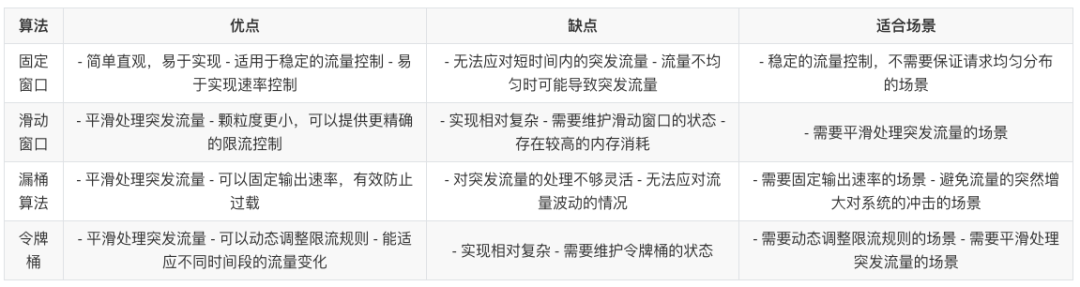 算法 优点 缺点 适合场景
固定窗口 - 简单直观，易于实现 - 适用于稳定的流量控制 - 易于实现速率控制 - 无法应对短时间内的突发流量 - 流量不均匀时可能导致突发流量 - 稳定的流量控制，不需要保证请求均匀分布的场景
滑动窗口 - 平滑处理突发流量 - 颗粒度更小，可以提供更精确的限流控制 - 实现相对复杂 - 需要维护滑动窗口的状态 - 存在较高的内存消耗 - 需要平滑处理突发流量的场景
漏桶算法 - 平滑处理突发流量 - 可以固定输出速率，有效防止过载 - 对突发流量的处理不够灵活 - 无法应对流量波动的情况 - 需要固定输出速率的场景 - 避免流量的突然增大对系统的冲击的场景
令牌桶 - 平滑处理突发流量 - 可以动态调整限流规则 - 能适应不同时间段的流量变化 - 实现相对复杂 - 需要维护令牌桶的状态 - 需要动态调整限流规则的场景 - 需要平滑处理突发流量的场景